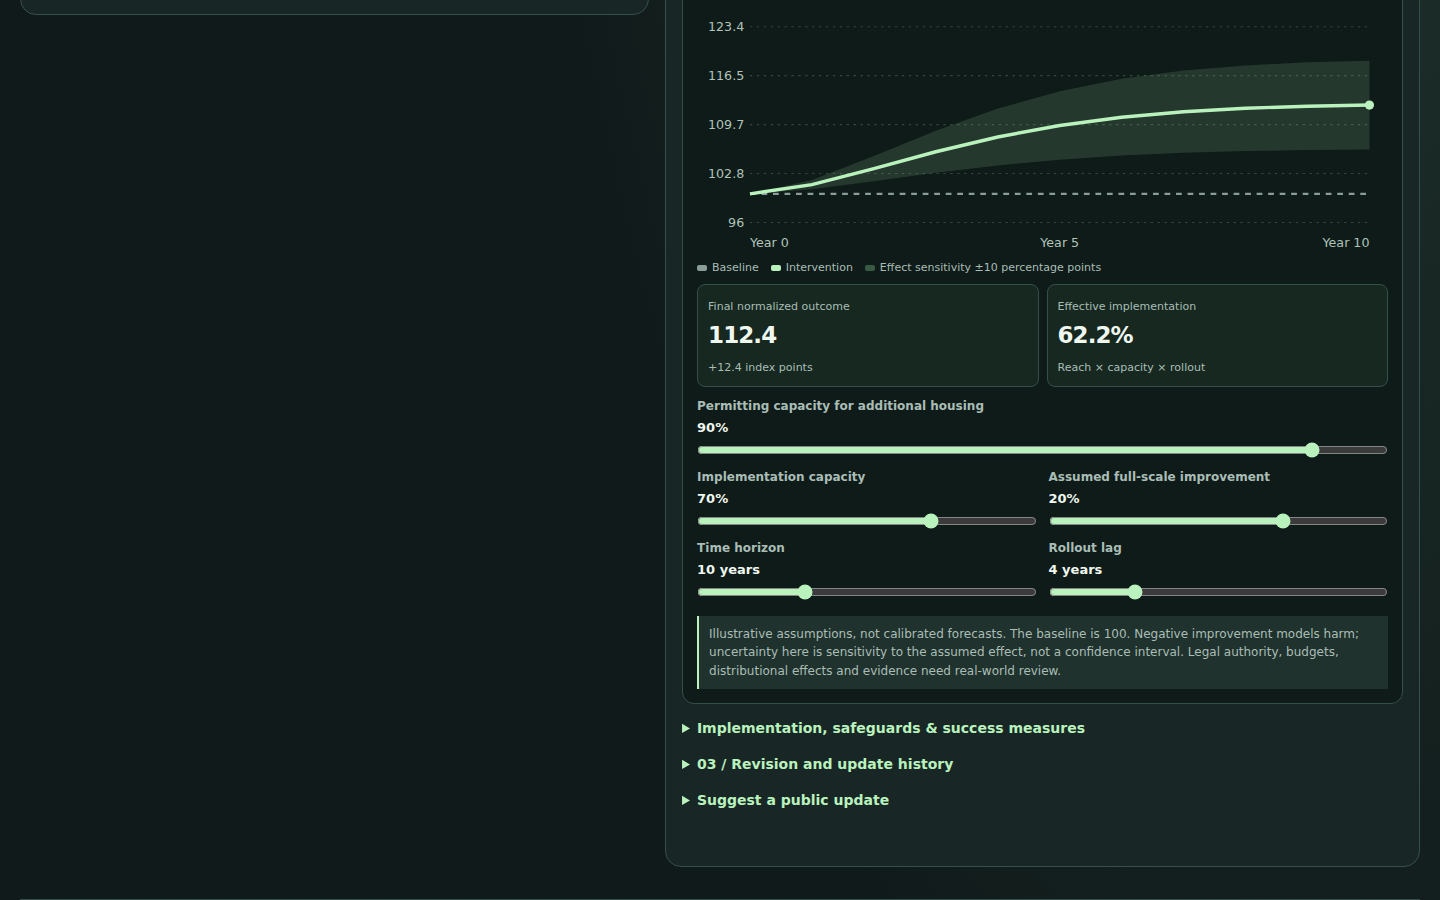 123.4
116.5
109.7
102.8
96
Year 0 Year 5 Year 10
Baseline Intervention Effect sensitivity ±10 percentage points
Final normalized outcome
112.4
+12.4 index points
Effective implementation
62.2%
Reach × capacity × rollout
Permitting capacity for additional housing
90%
Implementation capacity
70%
Assumed full-scale improvement
20%
Time horizon
10 years
Rollout lag
4 years
Illustrative assumptions, not calibrated forecasts. The baseline is 100. Negative improvement models harm;
uncertainty here is sensitivity to the assumed effect, not a confidence interval. Legal authority, budgets,
distributional effects and evidence need real-world review.
Implementation, safeguards & success measures
03 / Revision and update history
Suggest a public update